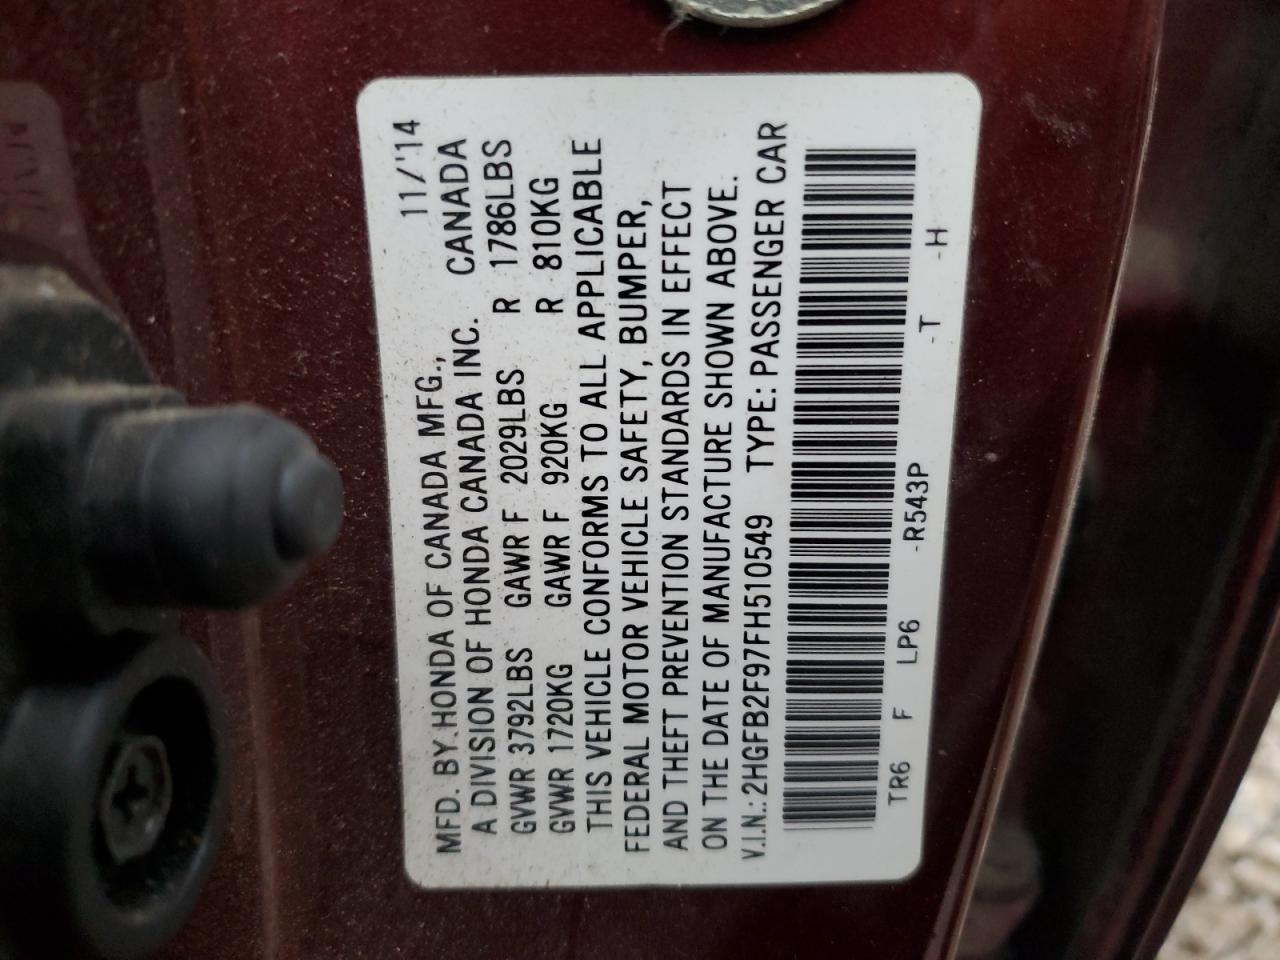 MFD. BY HONDA OF CANADA MFG., 11/'14
A DIVISION OF HONDA CANADA INC. CANADA
GVWR 3792LBS GAWR F 2029LBS R 1786LBS
GVWR 1720KG GAWR F 920KG R 810KG
THIS VEHICLE CONFORMS TO ALL APPLICABLE
FEDERAL MOTOR VEHICLE SAFETY, BUMPER,
AND THEFT PREVENTION STANDARDS IN EFFECT
ON THE DATE OF MANUFACTURE SHOWN ABOVE.
V.I.N.: 2HGFB2F97FH510549 TYPE: PASSENGER CAR
TR6 F LP6 -R543P -T -H